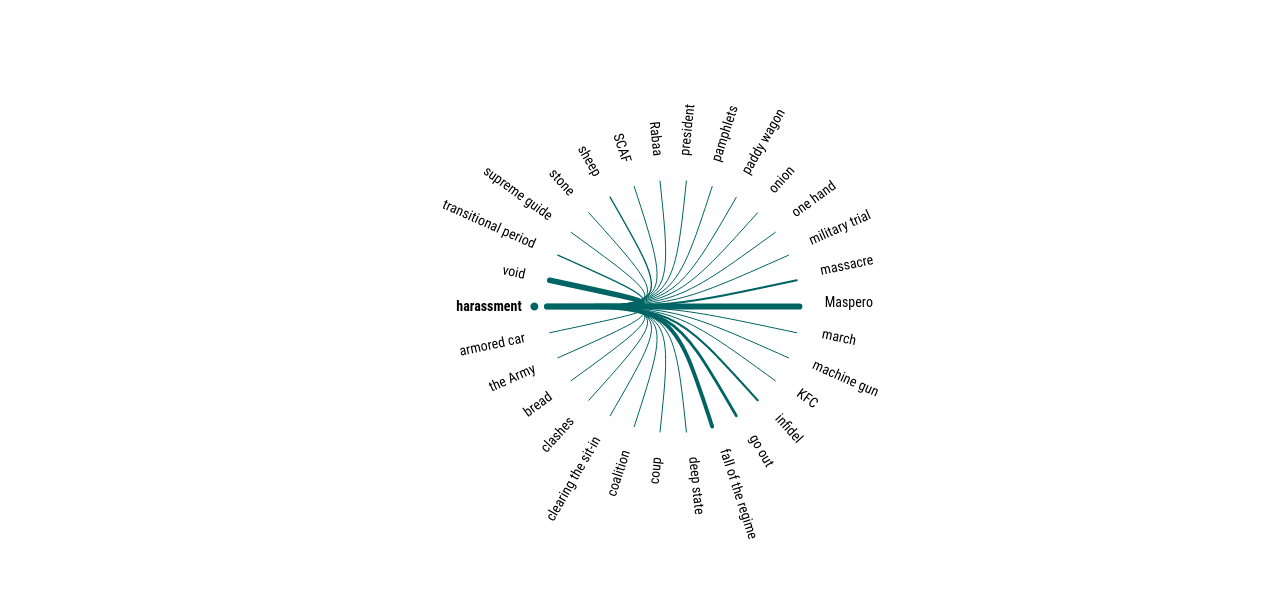 harassment
void
transitional period
supreme guide
stone
sheep
SCAF
Rabaa
president
pamphlets
paddy wagon
onion
one hand
military trial
massacre
Maspero
march
machine gun
KFC
infidel
go out
fall of the regime
deep state
coup
coalition
clearing the sit-in
clashes
bread
the Army
armored car